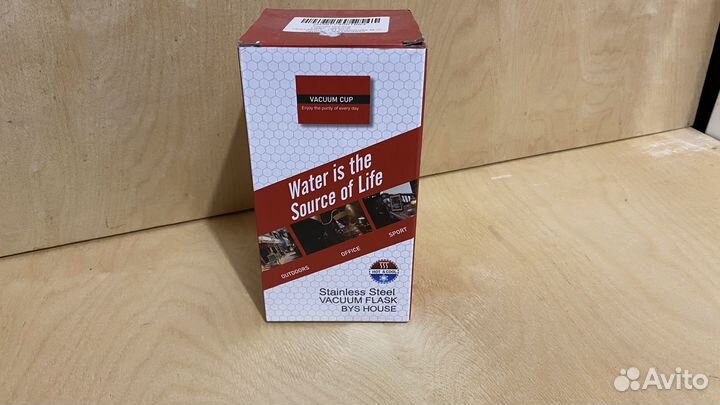 VACUUM CUP
Enjoy the purity of every day
Water is the
Source of Life
OUTDOORS
OFFICE
SPORT
HOT & COOL
Stainless Steel
VACUUM FLASK
BYS HOUSE
Avito